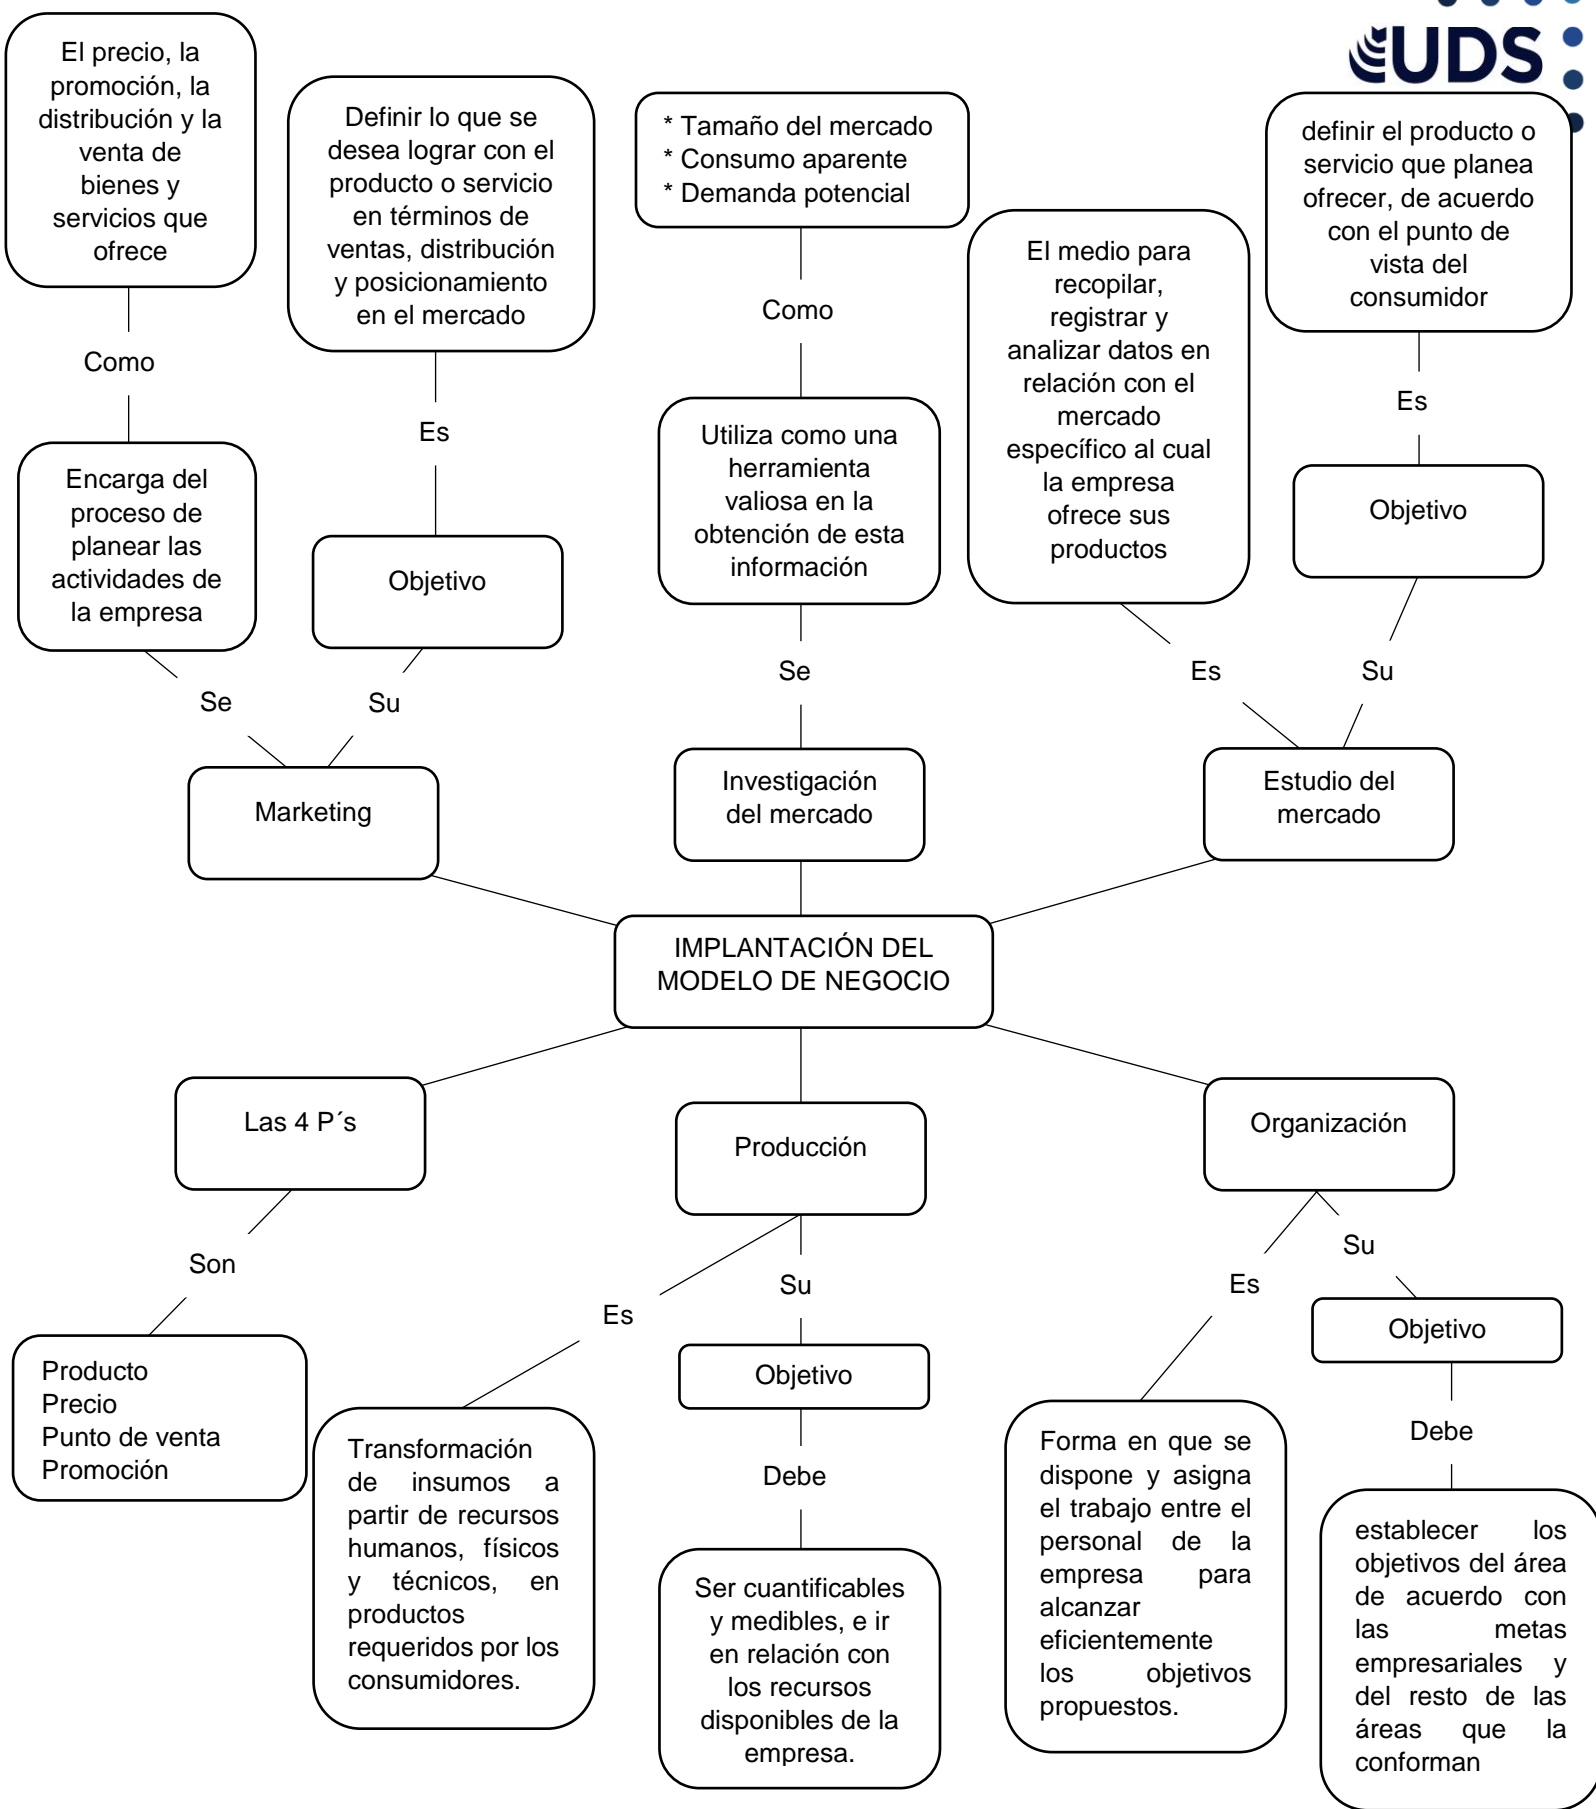 UDS
El precio, la
promoción, la
distribución y la
venta de
bienes y
servicios que
ofrece
Definir lo que se
desea lograr con el
producto o servicio
en términos de
ventas, distribución
y posicionamiento
en el mercado
* Tamaño del mercado
* Consumo aparente
* Demanda potencial
El medio para
recopilar,
registrar y
analizar datos en
relación con el
mercado
específico al cual
la empresa
ofrece sus
productos
definir el producto o
servicio que planea
ofrecer, de acuerdo
con el punto de
vista del
consumidor
Como
Es
Como
Es
Encarga del
proceso de
planear las
actividades de
la empresa
Objetivo
Utiliza como una
herramienta
valiosa en la
obtención de esta
información
Objetivo
Se
Su
Se
Es
Su
Marketing
Investigación
del mercado
Estudio del
mercado
IMPLANTACIÓN DEL
MODELO DE NEGOCIO
Las 4 P´s
Producción
Organización
Son
Es
Su
Es
Su
Producto
Precio
Punto de venta
Promoción
Transformación
de insumos a
partir de recursos
humanos, físicos
y técnicos, en
productos
requeridos por los
consumidores.
Objetivo
Debe
Ser cuantificables
y medibles, e ir
en relación con
los recursos
disponibles de la
empresa.
Forma en que se
dispone y asigna
el trabajo entre el
personal de la
empresa para
alcanzar
eficientemente
los objetivos
propuestos.
Objetivo
Debe
establecer los
objetivos del área
de acuerdo con
las metas
empresariales y
del resto de las
áreas que la
conforman